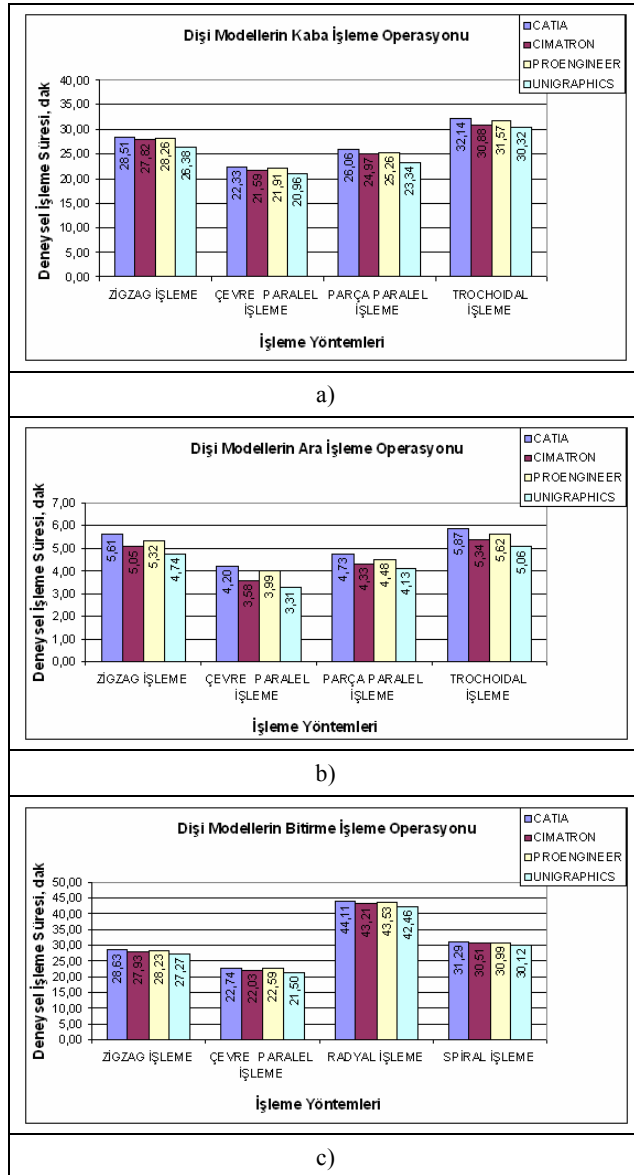 Dişi Modellerin Kaba İşleme Operasyonu
CATIA
CIMATRON
PROENGINEER
UNIGRAPHICS
Deneysel İşleme Süresi, dak
40,00
35,00
30,00
25,00
20,00
15,00
10,00
5,00
0,00
28,51
27,82
28,26
26,38
22,33
21,59
21,91
20,96
26,06
24,97
25,26
23,34
32,14
30,88
31,57
30,32
ZİGZAG İŞLEME
ÇEVRE PARALEL
İŞLEME
PARÇA PARALEL
İŞLEME
TROCHOIDAL
İŞLEME
İşleme Yöntemleri
a)
Dişi Modellerin Ara İşleme Operasyonu
CATIA
CIMATRON
PROENGINEER
UNIGRAPHICS
Deneysel İşleme Süresi, dak
7,00
6,00
5,00
4,00
3,00
2,00
1,00
0,00
5,61
5,05
5,32
4,74
4,20
3,58
3,99
3,31
4,73
4,33
4,48
4,13
5,87
5,34
5,62
5,06
ZİGZAG İŞLEME
ÇEVRE PARALEL
İŞLEME
PARÇA PARALEL
İŞLEME
TROCHOIDAL
İŞLEME
İşleme Yöntemleri
b)
Dişi Modellerin Bitirme İşleme Operasyonu
CATIA
CIMATRON
PROENGINEER
UNIGRAPHICS
Deneysel İşleme Süresi, dak
50,00
45,00
40,00
35,00
30,00
25,00
20,00
15,00
10,00
5,00
0,00
28,63
27,93
28,23
27,27
22,74
22,03
22,59
21,50
44,11
43,21
43,53
42,46
31,29
30,51
30,99
30,12
ZİGZAG İŞLEME
ÇEVRE PARALEL
İŞLEME
RADYAL İŞLEME
SPİRAL İŞLEME
İşleme Yöntemleri
c)